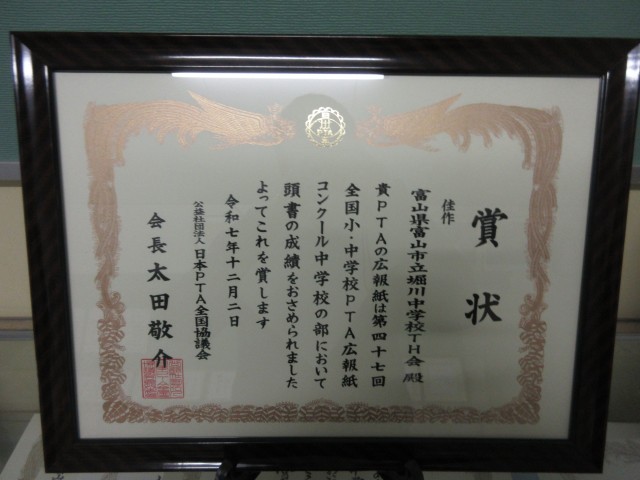 賞状
佳作
富山県富山市立堀川中学校TH会 殿
貴PTAの広報紙は第四十七回
全国小・中学校PTA広報紙
コンクール中学校の部において
頭書の成績をおさめられました
よってこれを賞します
令和七年十二月二日
公益社団法人 日本PTA全国協議会
会長 太田敬介